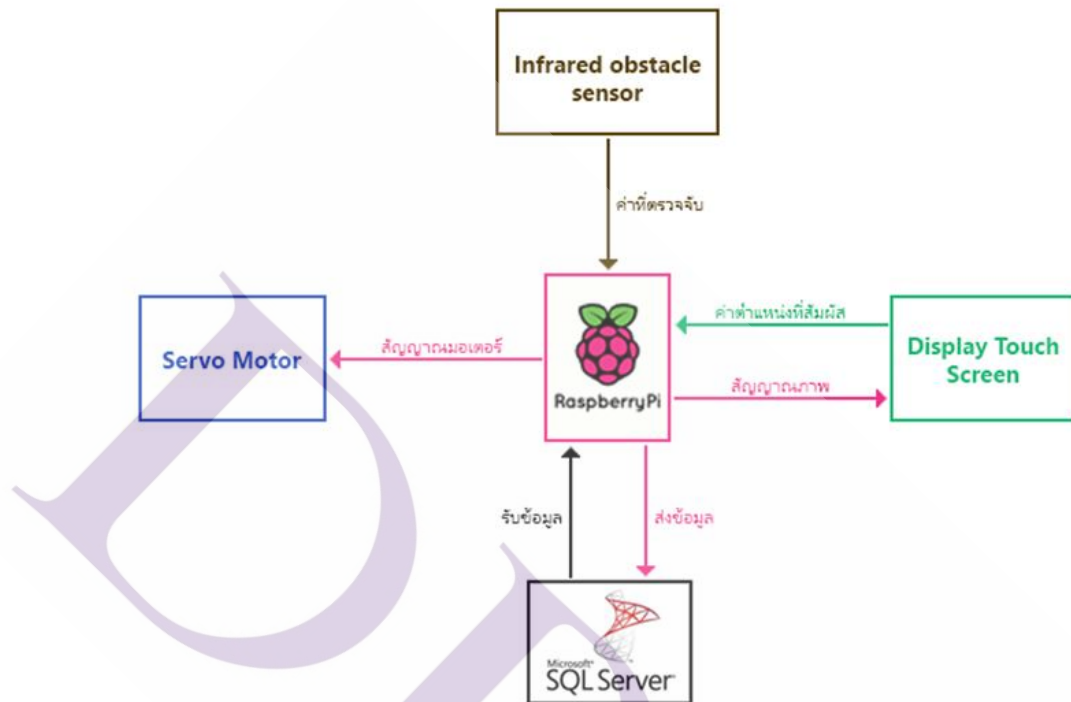 Infrared obstacle
sensor
ค่าที่ตรวจจับ
Servo Motor
สัญญาณมอเตอร์
RaspberryPi
ค่าตำแหน่งที่สัมผัส
สัญญาณภาพ
Display Touch
Screen
รับข้อมูล
ส่งข้อมูล
Microsoft®
SQL Server